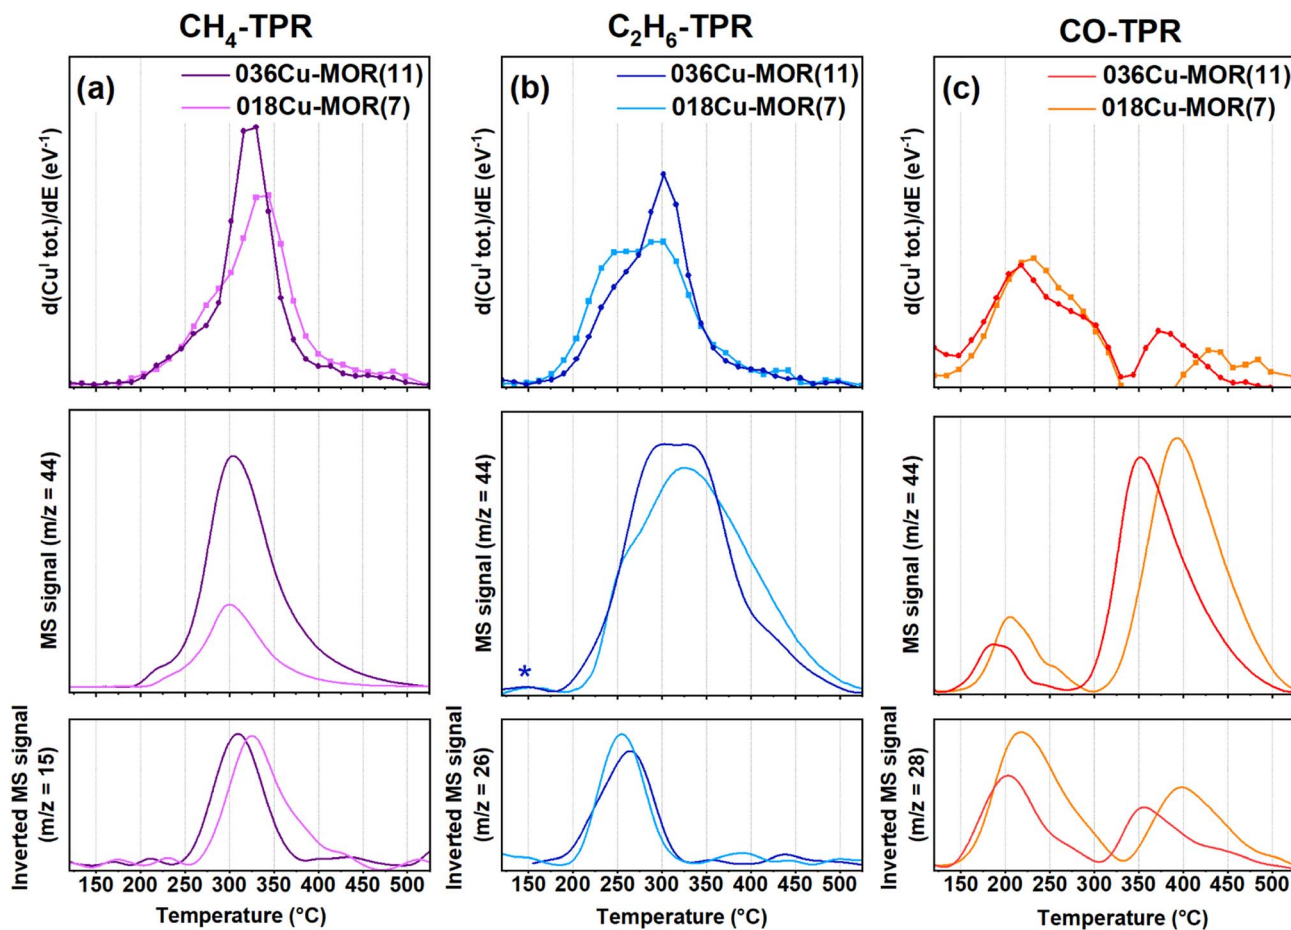 CH₄-TPR
(a)
036Cu-MOR(11)
018Cu-MOR(7)
d(Cuᴵ tot.)/dE (eV⁻¹)
MS signal (m/z = 44)
Inverted MS signal
(m/z = 15)
150 200 250 300 350 400 450 500
Temperature (°C)
C₂H₆-TPR
(b)
036Cu-MOR(11)
018Cu-MOR(7)
d(Cuᴵ tot.)/dE (eV⁻¹)
MS signal (m/z = 44)
*
Inverted MS signal
(m/z = 26)
150 200 250 300 350 400 450 500
Temperature (°C)
CO-TPR
(c)
036Cu-MOR(11)
018Cu-MOR(7)
d(Cuᴵ tot.)/dE (eV⁻¹)
MS signal (m/z = 44)
Inverted MS signal
(m/z = 28)
150 200 250 300 350 400 450 500
Temperature (°C)